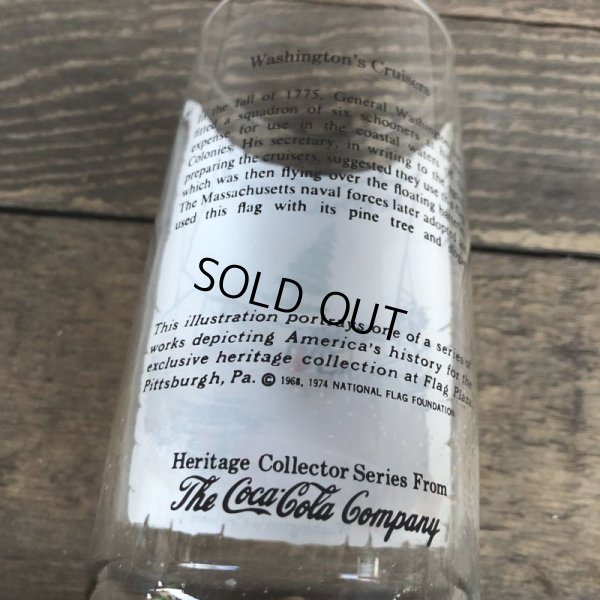 Washington's Cruisers
In the fall of 1775, General
fitted a squadron of six schooners
expense for use in the coastal waters
Colonies. His secretary, in writing to the
preparing the cruisers, suggested they use
which was then flying over the floating
The Massachusetts naval forces later adopted
used this flag with its pine tree and
SOLD OUT
This illustration portrays one of a series of
works depicting America's history for the
exclusive heritage collection at Flag Plaza
Pittsburgh, Pa. © 1968, 1974 NATIONAL FLAG FOUNDATION
Heritage Collector Series From
The Coca-Cola Company